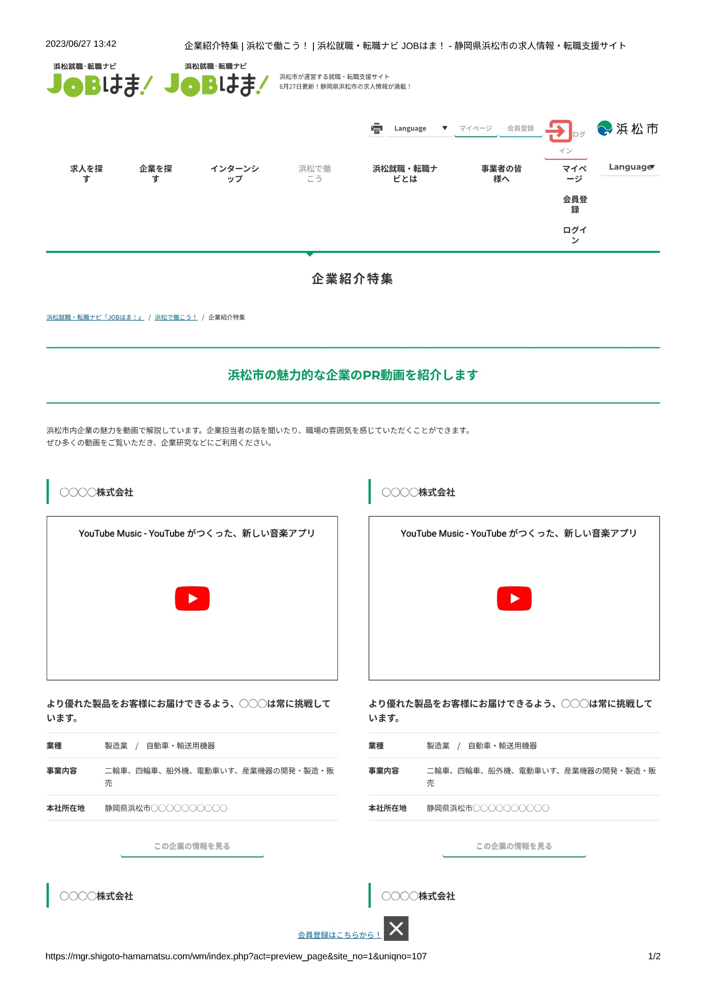 2023/06/27 13:42
企業紹介特集 | 浜松で働こう！ | 浜松就職・転職ナビ JOBはま！ - 静岡県浜松市の求人情報・転職支援サイト
浜松就職・転職ナビ
JOBはま!
浜松就職・転職ナビ
JOBはま!
浜松市が運営する就職・転職支援サイト
6月27日更新！静岡県浜松市の求人情報が満載！
Language ▼
マイページ
会員登録
ログ
イン
浜松市
求人を探
す
企業を探
す
インターンシ
ップ
浜松で働
こう
浜松就職・転職ナ
ビとは
事業者の皆
様へ
マイペ
ージ
会員登
録
ログイ
ン
Language▼
企業紹介特集
浜松就職・転職ナビ「JOBはま！」 / 浜松で働こう！ / 企業紹介特集
浜松市の魅力的な企業のPR動画を紹介します
浜松市内企業の魅力を動画で解説しています。企業担当者の話を聞いたり、職場の雰囲気を感じていただくことができます。
ぜひ多くの動画をご覧いただき、企業研究などにご利用ください。
〇〇〇〇株式会社
YouTube Music - YouTube がつくった、新しい音楽アプリ
より優れた製品をお客様にお届けできるよう、〇〇〇は常に挑戦して
います。
業種 製造業 / 自動車・輸送用機器
事業内容 二輪車、四輪車、船外機、電動車いす、産業機器の開発・製造・販
売
本社所在地 静岡県浜松市〇〇〇〇〇〇〇〇〇〇
この企業の情報を見る
〇〇〇〇株式会社
YouTube Music - YouTube がつくった、新しい音楽アプリ
より優れた製品をお客様にお届けできるよう、〇〇〇は常に挑戦して
います。
業種 製造業 / 自動車・輸送用機器
事業内容 二輪車、四輪車、船外機、電動車いす、産業機器の開発・製造・販
売
本社所在地 静岡県浜松市〇〇〇〇〇〇〇〇〇〇
この企業の情報を見る
〇〇〇〇株式会社
〇〇〇〇株式会社
会員登録はこちらから！
https://mgr.shigoto-hamamatsu.com/wm/index.php?act=preview_page&site_no=1&uniqno=107
1/2